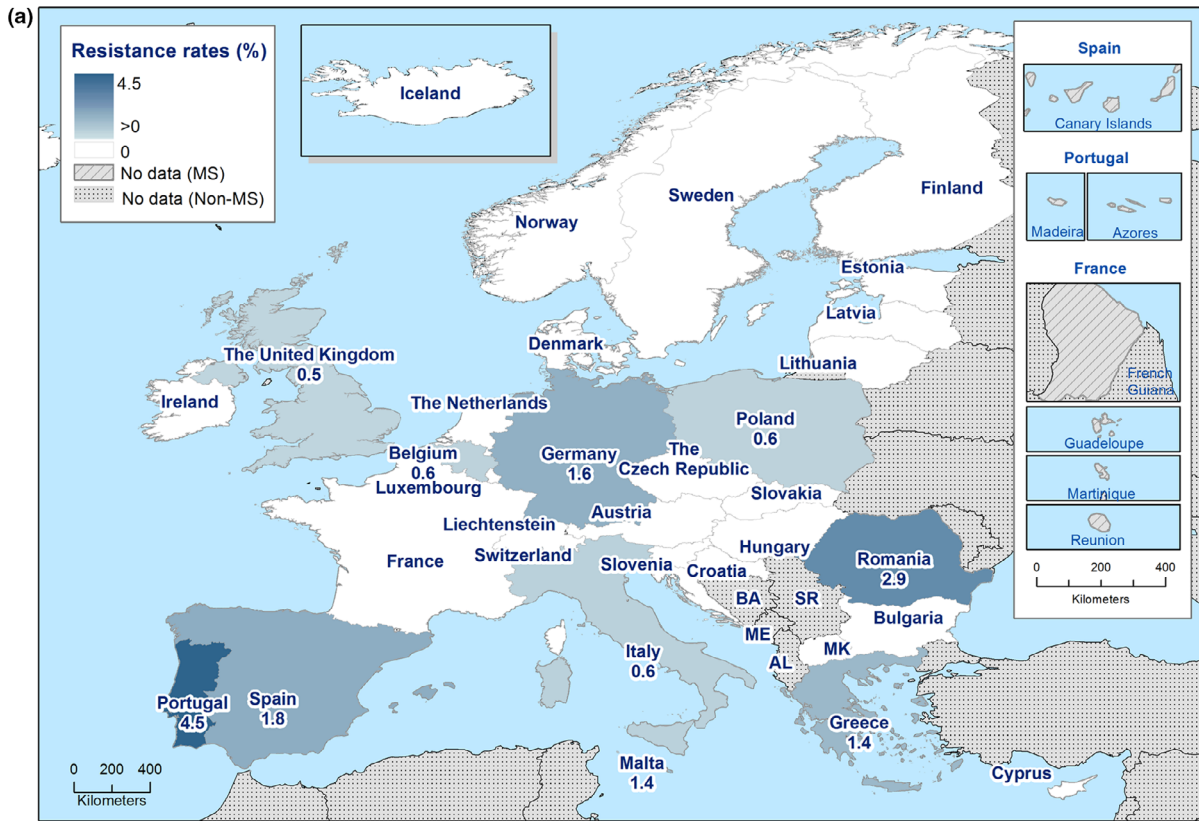 (a)
Resistance rates (%)
4.5
>0
0
No data (MS)
No data (Non-MS)
Iceland
Spain
Canary Islands
Portugal
Madeira
Azores
France
French
Guiana
Guadeloupe
Martinique
Reunion
0 200 400
Kilometers
Finland
Sweden
Norway
Estonia
Latvia
Denmark
Lithuania
The United Kingdom
0.5
Ireland
The Netherlands
Poland
0.6
Belgium
0.6
Germany
1.6
The
Czech Republic
Luxembourg
Slovakia
Austria
Liechtenstein
Hungary
Switzerland
France
Slovenia
Croatia
Romania
2.9
BA
SR
Bulgaria
ME
MK
AL
Italy
0.6
Portugal
4.5
Spain
1.8
Greece
1.4
Malta
1.4
Cyprus
0 200 400
Kilometers